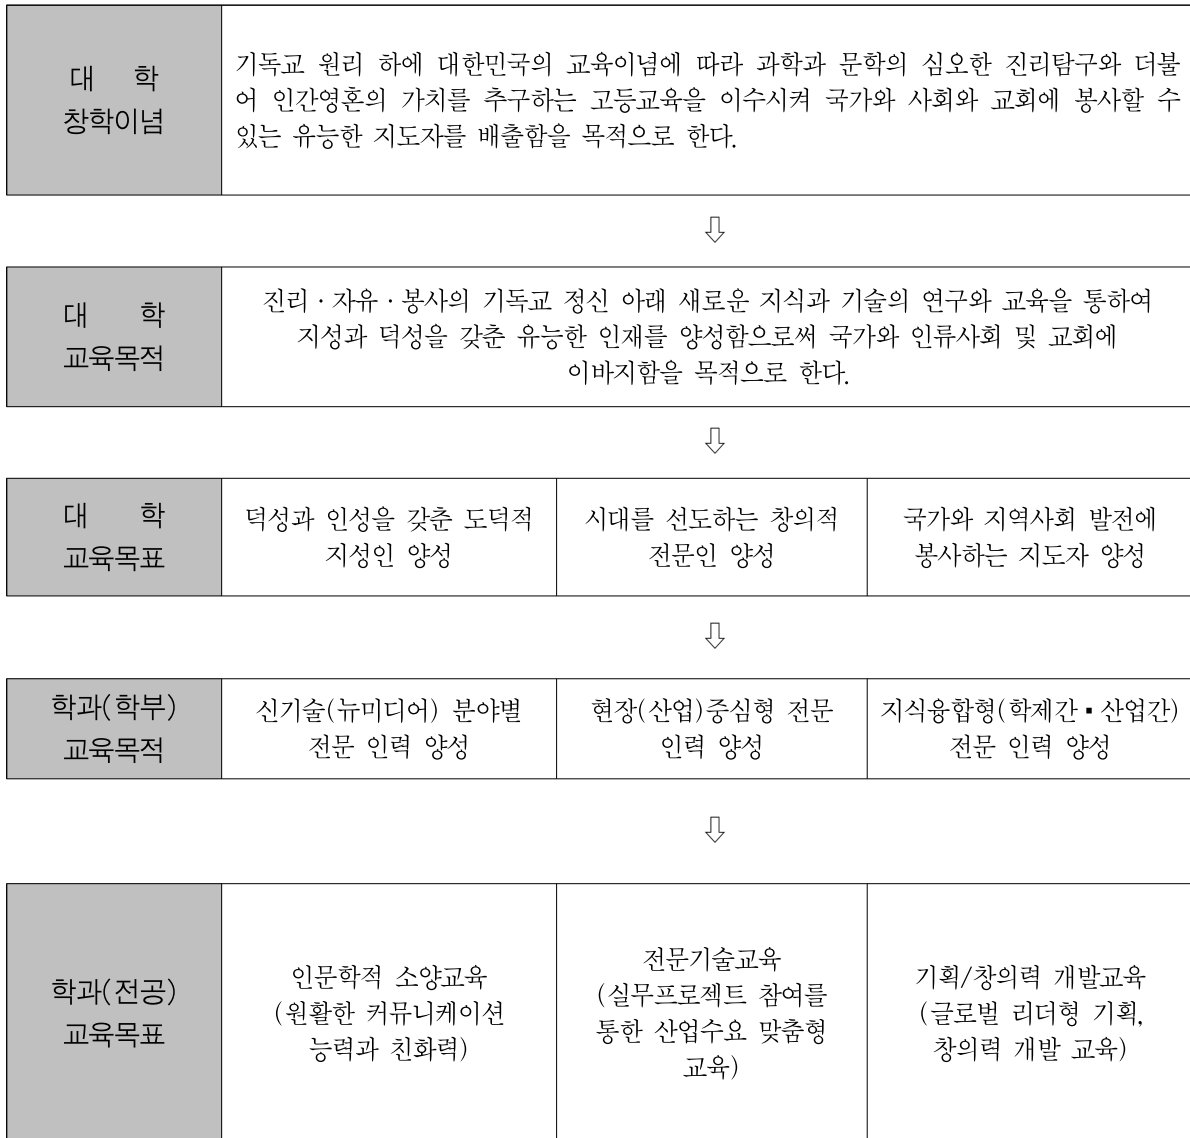 대 학
창학이념
기독교 원리 하에 대한민국의 교육이념에 따라 과학과 문학의 심오한 진리탐구와 더불
어 인간영혼의 가치를 추구하는 고등교육을 이수시켜 국가와 사회와 교회에 봉사할 수
있는 유능한 지도자를 배출함을 목적으로 한다.
⇩
대 학
교육목적
진리·자유·봉사의 기독교 정신 아래 새로운 지식과 기술의 연구와 교육을 통하여
지성과 덕성을 갖춘 유능한 인재를 양성함으로써 국가와 인류사회 및 교회에
이바지함을 목적으로 한다.
⇩
대 학
교육목표
덕성과 인성을 갖춘 도덕적
지성인 양성
시대를 선도하는 창의적
전문인 양성
국가와 지역사회 발전에
봉사하는 지도자 양성
⇩
학과(학부)
교육목적
신기술(뉴미디어) 분야별
전문 인력 양성
현장(산업)중심형 전문
인력 양성
지식융합형(학제간▪산업간)
전문 인력 양성
⇩
학과(전공)
교육목표
인문학적 소양교육
(원활한 커뮤니케이션
능력과 친화력)
전문기술교육
(실무프로젝트 참여를
통한 산업수요 맞춤형
교육)
기획/창의력 개발교육
(글로벌 리더형 기획,
창의력 개발 교육)